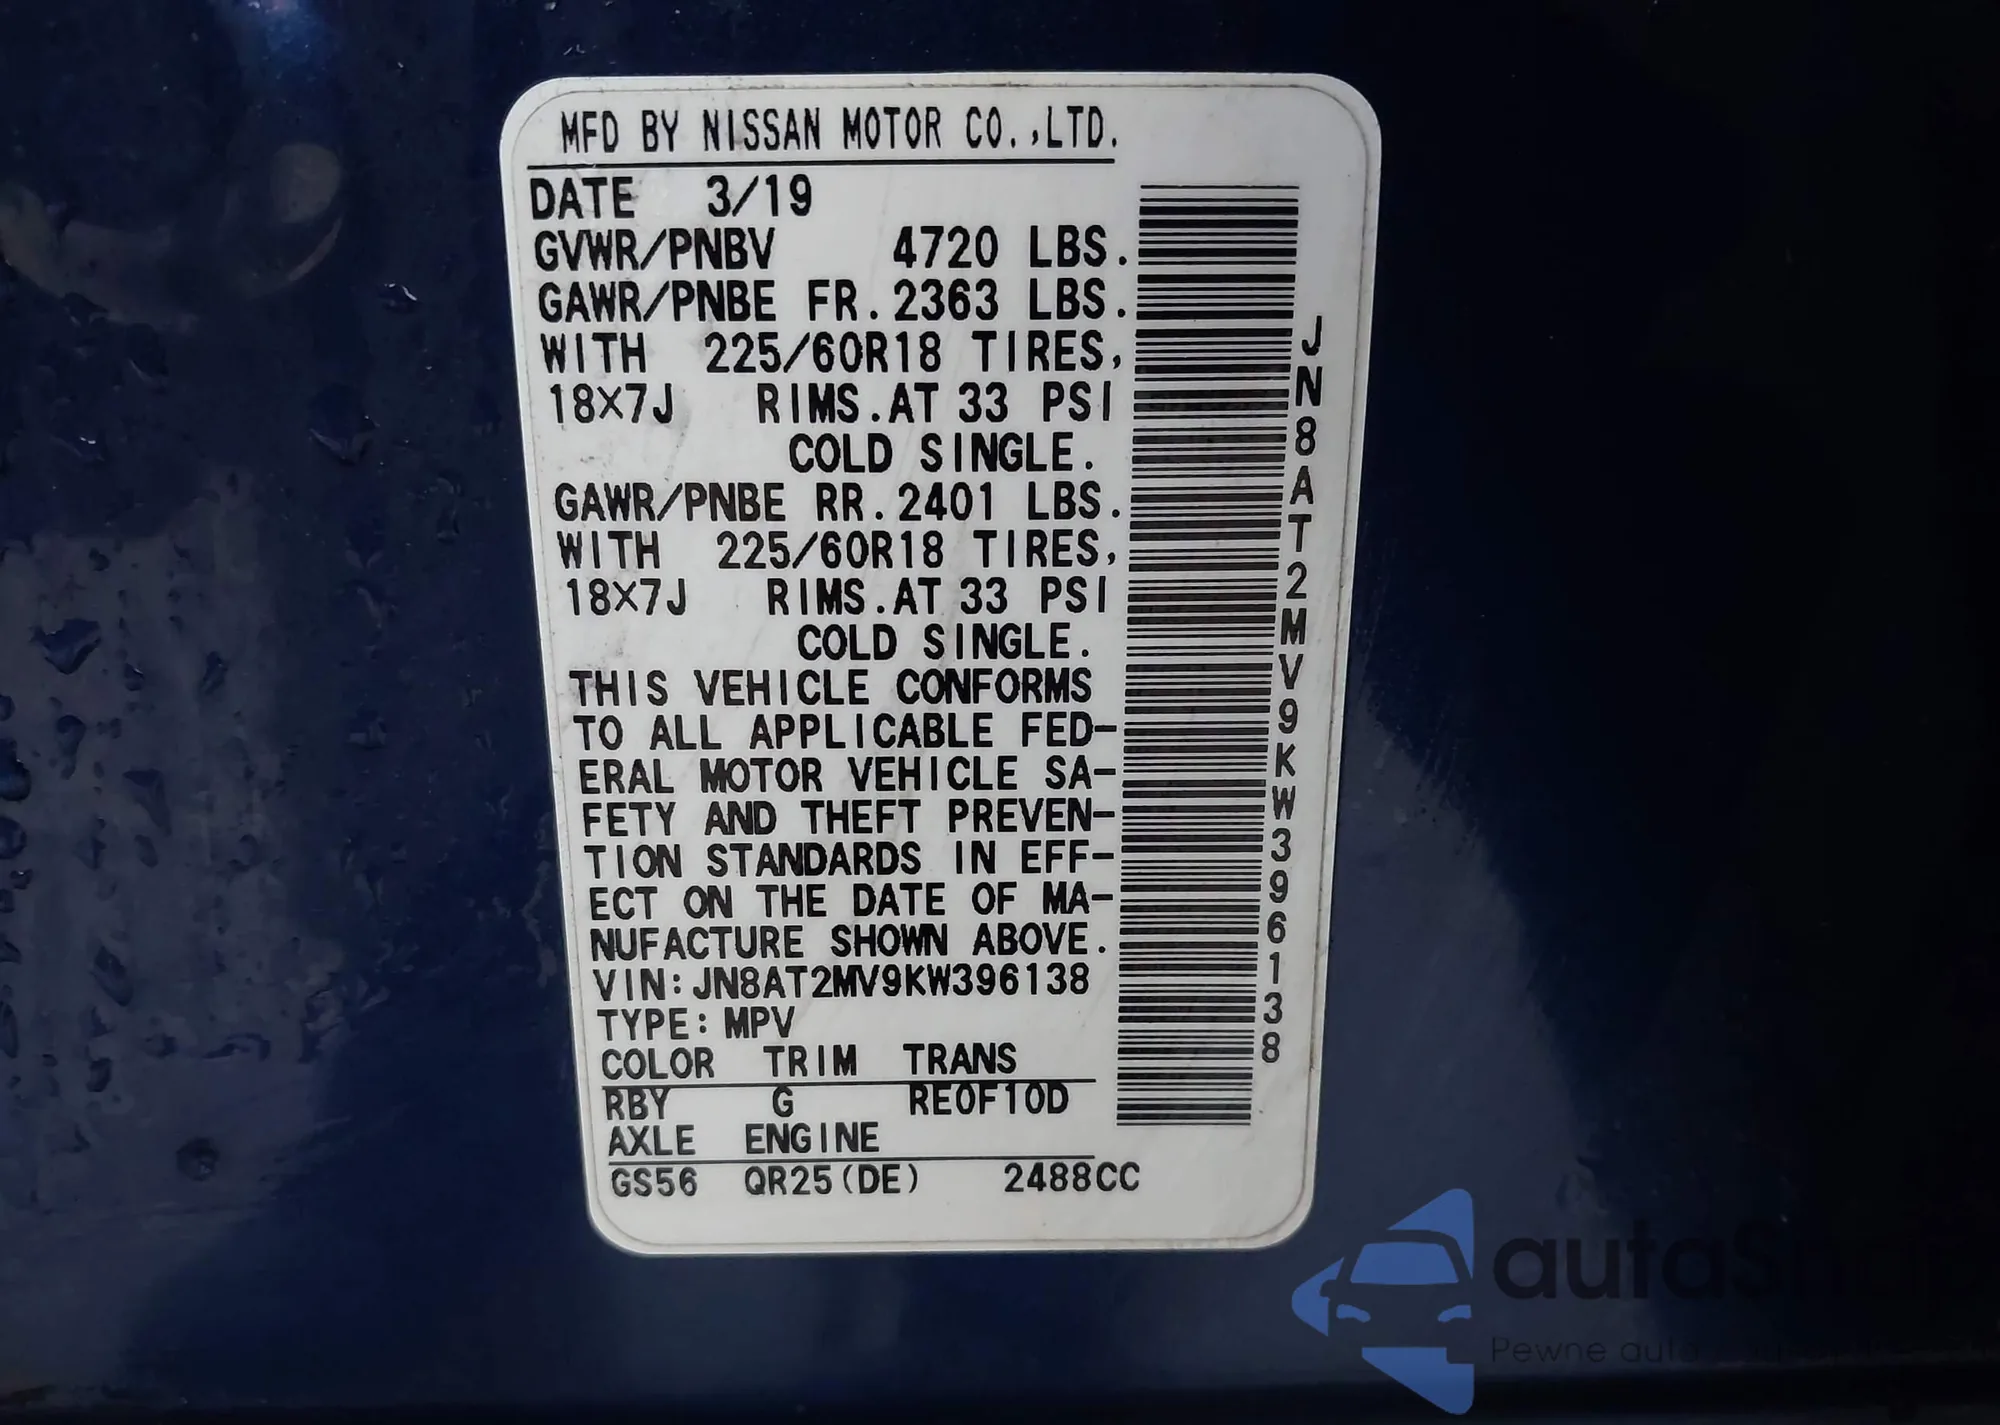 MFD BY NISSAN MOTOR CO.,LTD.
DATE 3/19
GVWR/PNBV 4720 LBS.
GAWR/PNBE FR.2363 LBS.
WITH 225/60R18 TIRES,
18×7J RIMS.AT 33 PSI
COLD SINGLE.
GAWR/PNBE RR.2401 LBS.
WITH 225/60R18 TIRES,
18×7J RIMS.AT 33 PSI
COLD SINGLE.
THIS VEHICLE CONFORMS
TO ALL APPLICABLE FED-
ERAL MOTOR VEHICLE SA-
FETY AND THEFT PREVEN-
TION STANDARDS IN EFF-
ECT ON THE DATE OF MA-
NUFACTURE SHOWN ABOVE.
VIN:JN8AT2MV9KW396138
TYPE:MPV
COLOR TRIM TRANS
RBY G RE0F10D
AXLE ENGINE
GS56 QR25(DE) 2488CC
JN8AT2MV9KW396138
autaSh
Pewne